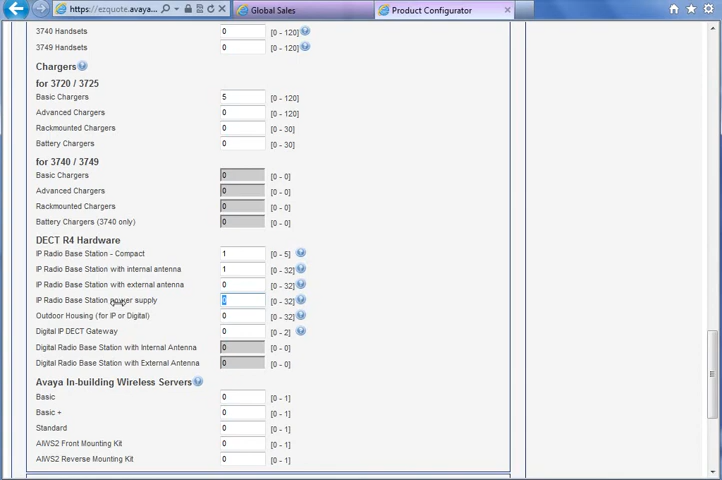 https://ezquote.avaya... Global Sales Product Configurator ×
3740 Handsets 0 [0 - 120]
3749 Handsets 0 [0 - 120]
Chargers
for 3720 / 3725
Basic Chargers 5 [0 - 120]
Advanced Chargers 0 [0 - 120]
Rackmounted Chargers 0 [0 - 30]
Battery Chargers 0 [0 - 30]
for 3740 / 3749
Basic Chargers 0 [0 - 0]
Advanced Chargers 0 [0 - 0]
Rackmounted Chargers 0 [0 - 0]
Battery Chargers (3740 only) 0 [0 - 0]
DECT R4 Hardware
IP Radio Base Station - Compact 1 [0 - 5]
IP Radio Base Station with internal antenna 1 [0 - 32]
IP Radio Base Station with external antenna 0 [0 - 32]
IP Radio Base Station power supply 0 [0 - 32]
Outdoor Housing (for IP or Digital) 0 [0 - 32]
Digital IP DECT Gateway 0 [0 - 2]
Digital Radio Base Station with Internal Antenna 0 [0 - 0]
Digital Radio Base Station with External Antenna 0 [0 - 0]
Avaya In-building Wireless Servers
Basic 0 [0 - 1]
Basic + 0 [0 - 1]
Standard 0 [0 - 1]
AIWS2 Front Mounting Kit 0 [0 - 1]
AIWS2 Reverse Mounting Kit 0 [0 - 1]